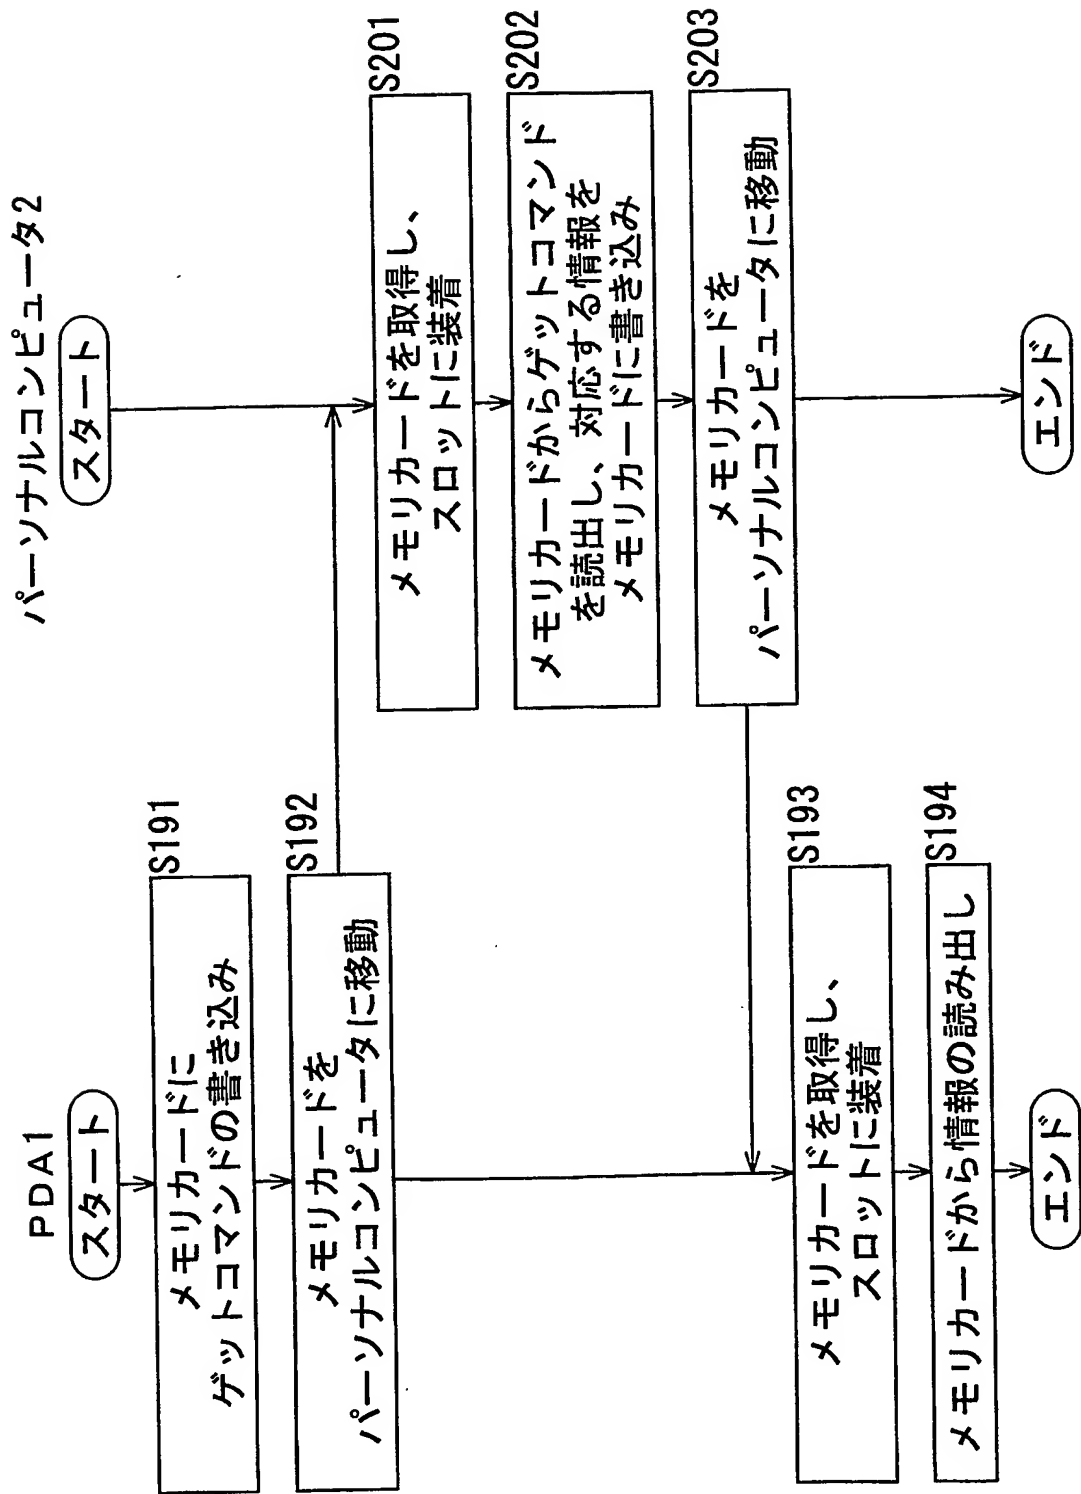 PDA1
スタート
メモリカードに
ゲットコマンドの書き込み
S191
メモリカードを
パーソナルコンピュータに移動
S192
メモリカードを取得し、
スロットに装着
S193
メモリカードから情報の読み出し
S194
エンド
パーソナルコンピュータ2
スタート
メモリカードを取得し、
スロットに装着
S201
メモリカードからゲットコマンド
を読出し、対応する情報を
メモリカードに書き込み
S202
メモリカードを
パーソナルコンピュータに移動
S203
エンド